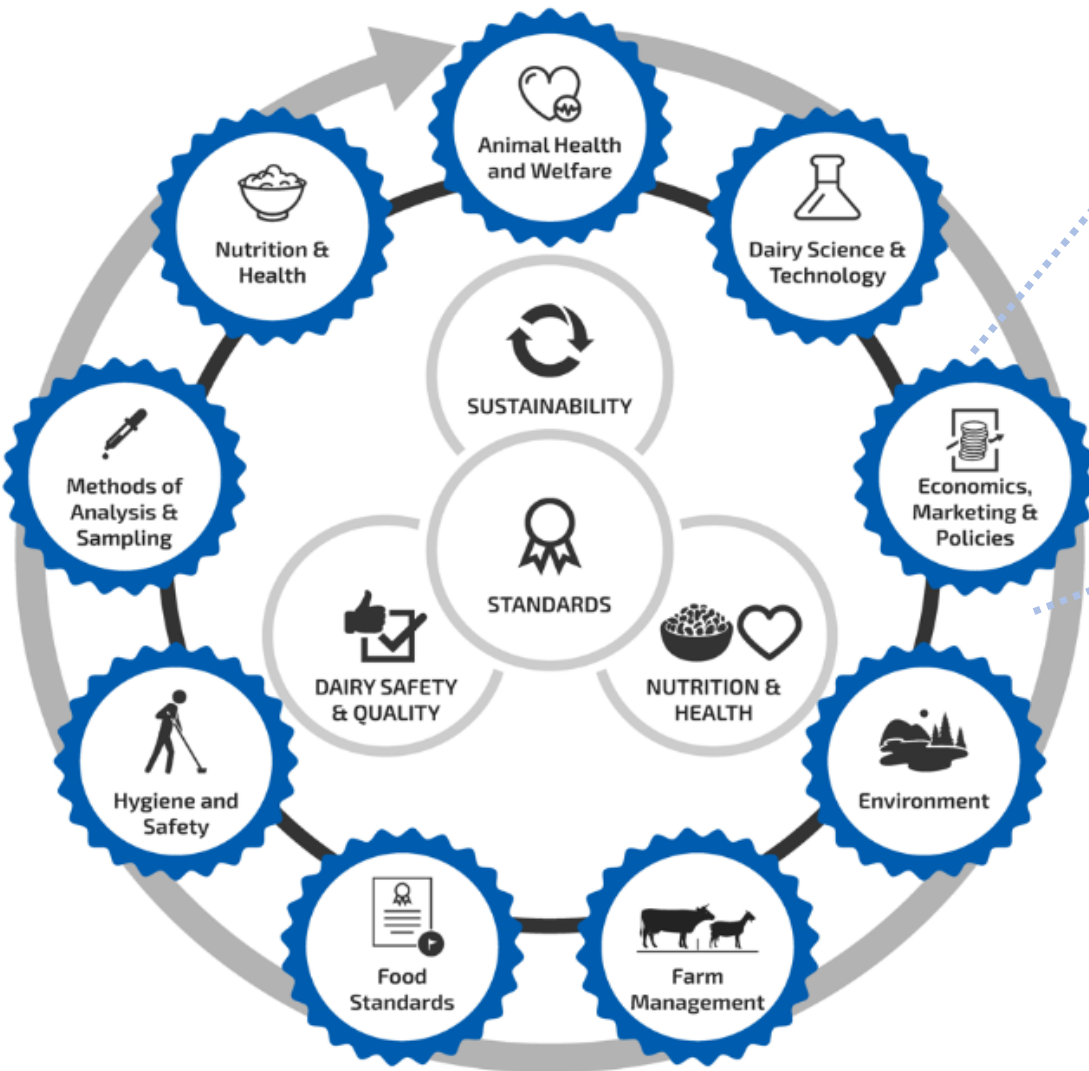 Animal Health
and Welfare
Dairy Science &
Technology
Economics,
Marketing &
Policies
Environment
Farm
Management
Food
Standards
Hygiene and
Safety
Methods of
Analysis &
Sampling
Nutrition &
Health
SUSTAINABILITY
STANDARDS
DAIRY SAFETY
& QUALITY
NUTRITION &
HEALTH